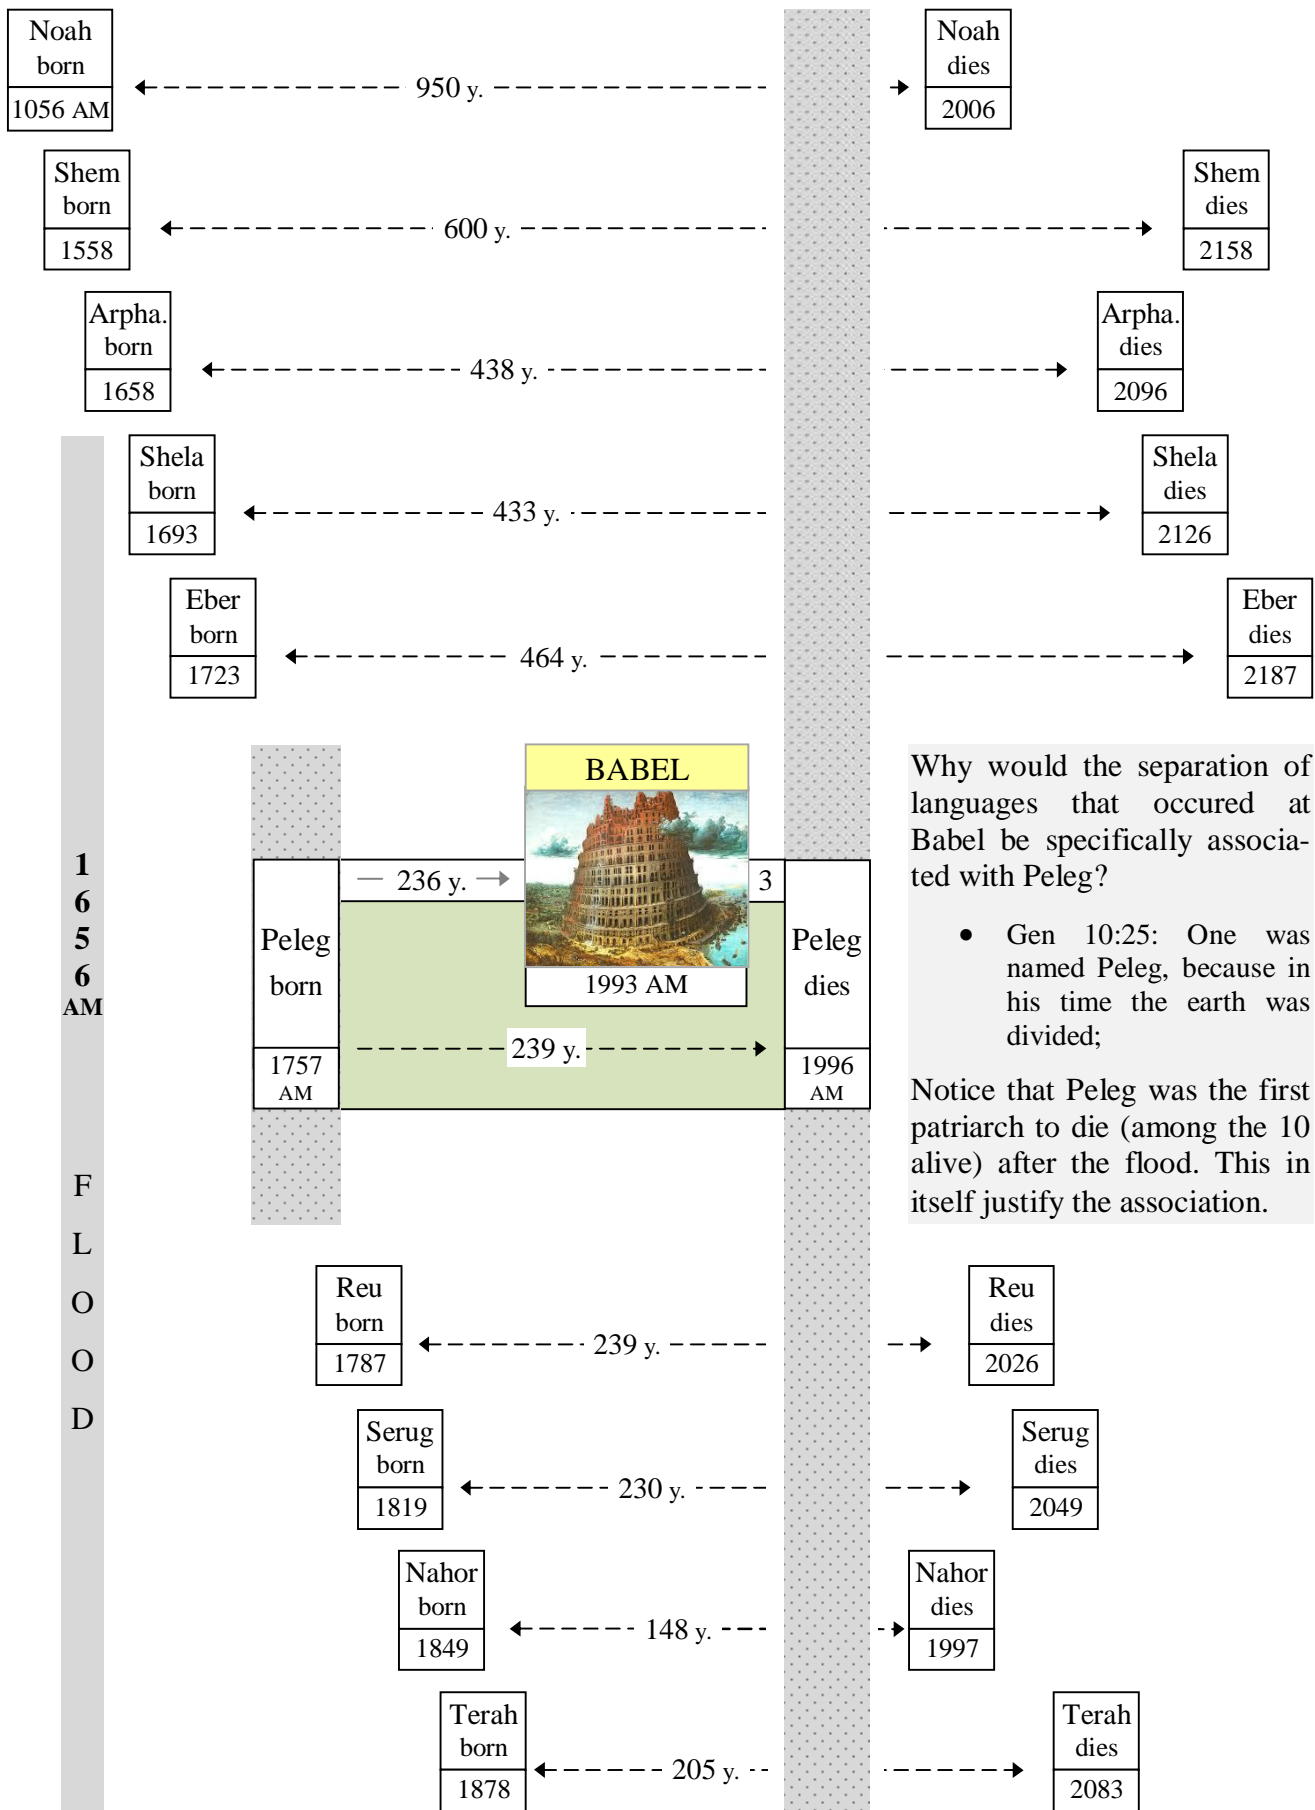 Noah
born
1056 AM
950 y.
Noah
dies
2006
Shem
born
1558
600 y.
Shem
dies
2158
Arpha.
born
1658
438 y.
Arpha.
dies
2096
Shela
born
1693
433 y.
Shela
dies
2126
Eber
born
1723
464 y.
Eber
dies
2187
1
6
5
6
AM
F
L
O
O
D
Peleg
born
1757
AM
236 y.
BABEL
1993 AM
3
239 y.
Peleg
dies
1996
AM
Why would the separation of
languages that occured at
Babel be specifically associa-
ted with Peleg?
• Gen 10:25: One was
named Peleg, because in
his time the earth was
divided;
Notice that Peleg was the first
patriarch to die (among the 10
alive) after the flood. This in
itself justify the association.
Reu
born
1787
239 y.
Reu
dies
2026
Serug
born
1819
230 y.
Serug
dies
2049
Nahor
born
1849
148 y.
Nahor
dies
1997
Terah
born
1878
205 y.
Terah
dies
2083